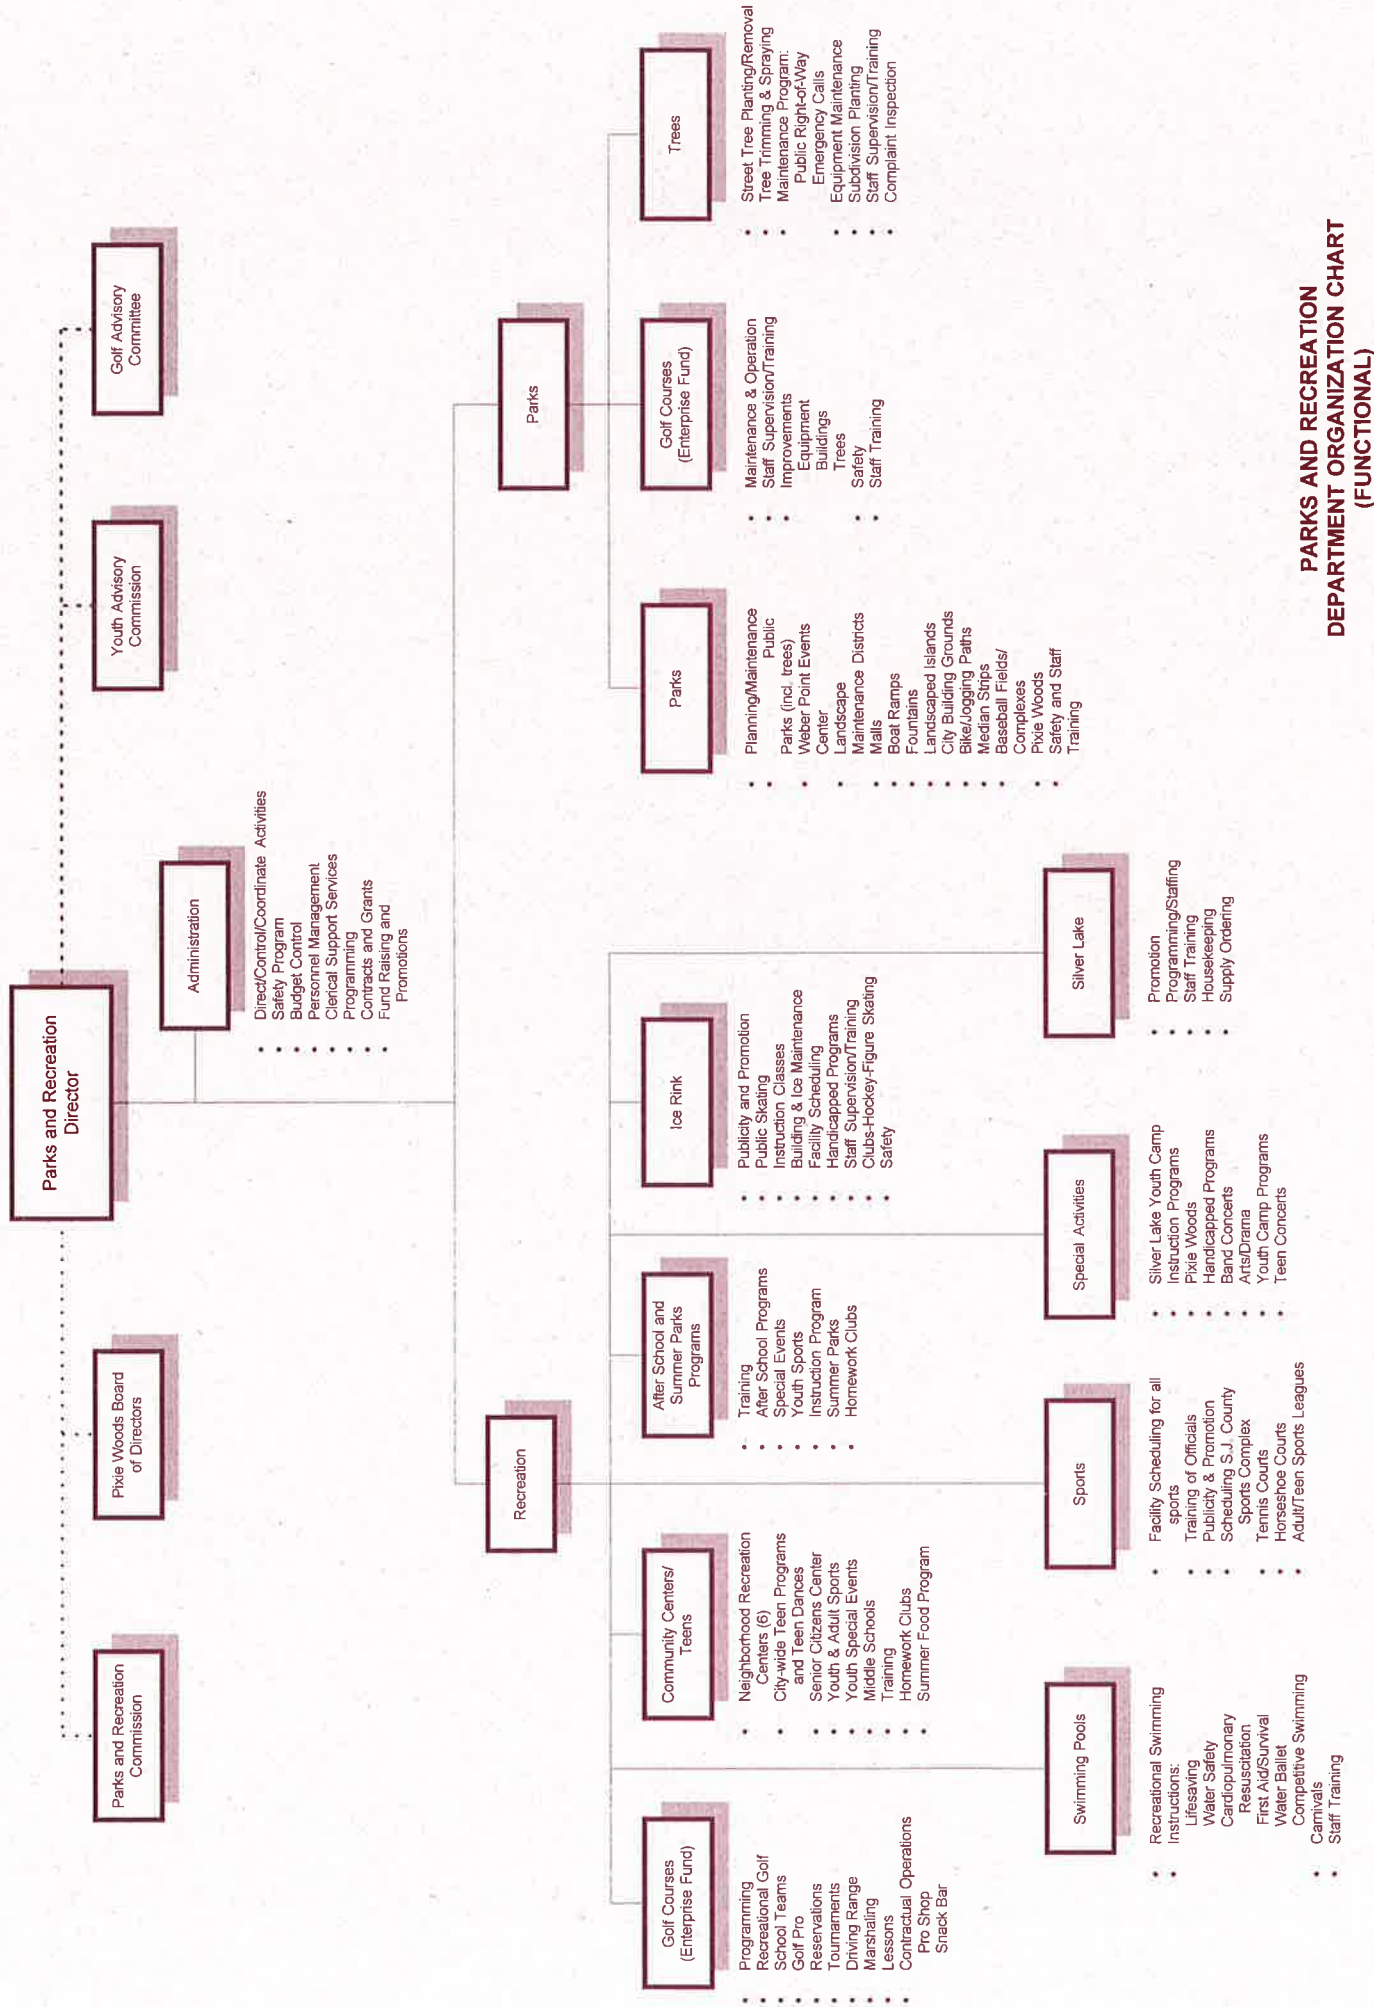 Parks and Recreation
Director
Parks and Recreation
Commission
Pixie Woods Board
of Directors
Youth Advisory
Commission
Golf Advisory
Committee
Administration
• Direct/Control/Coordinate Activities
• Safety Program
• Budget Control
• Personnel Management
• Clerical Support Services
• Programming
• Contracts and Grants
• Fund Raising and
Promotions
Recreation
Parks
Golf Courses
(Enterprise Fund)
• Programming
• Recreational Golf
• School Teams
• Golf Pro
• Reservations
• Tournaments
• Driving Range
• Marshaling
• Lessons
• Contractual Operations
Pro Shop
Snack Bar
Community Centers/
Teens
• Neighborhood Recreation
Centers (6)
• City-wide Teen Programs
and Teen Dances
• Senior Citizens Center
• Youth & Adult Sports
• Youth Special Events
• Middle Schools
• Training
• Homework Clubs
• Summer Food Program
After School and
Summer Parks
Programs
• Training
• After School Programs
• Special Events
• Youth Sports
• Instruction Program
• Summer Parks
• Homework Clubs
Ice Rink
• Publicity and Promotion
• Public Skating
• Instruction Classes
• Building & Ice Maintenance
• Facility Scheduling
• Handicapped Programs
• Staff Supervision/Training
• Clubs-Hockey-Figure Skating
• Safety
Parks
• Planning/Maintenance
• Public
Parks (incl. trees)
• Weber Point Events
Center
• Landscape
Maintenance Districts
• Malls
• Boat Ramps
• Fountains
• Landscaped Islands
• City Building Grounds
• Bike/Jogging Paths
• Median Strips
• Baseball Fields/
Complexes
• Pixie Woods
• Safety and Staff
Training
Golf Courses
(Enterprise Fund)
• Maintenance & Operation
• Staff Supervision/Training
• Improvements
Equipment
Buildings
Trees
• Safety
• Staff Training
Trees
• Street Tree Planting/Removal
• Tree Trimming & Spraying
• Maintenance Program:
Public Right-of-Way
Emergency Calls
• Equipment Maintenance
• Subdivision Planting
• Staff Supervision/Training
• Complaint Inspection
Swimming Pools
• Recreational Swimming
• Instructions:
Lifesaving
Water Safety
Cardiopulmonary
Resuscitation
First Aid/Survival
Water Ballet
Competitive Swimming
• Carnivals
• Staff Training
Sports
• Facility Scheduling for all
sports
• Training of Officials
• Publicity & Promotion
• Scheduling S.J. County
Sports Complex
• Tennis Courts
• Horseshoe Courts
• Adult/Teen Sports Leagues
Special Activities
• Silver Lake Youth Camp
• Instruction Programs
• Pixie Woods
• Handicapped Programs
• Band Concerts
• Arts/Drama
• Youth Camp Programs
• Teen Concerts
Silver Lake
• Promotion
• Programming/Staffing
• Staff Training
• Housekeeping
• Supply Ordering
PARKS AND RECREATION
DEPARTMENT ORGANIZATION CHART
(FUNCTIONAL)